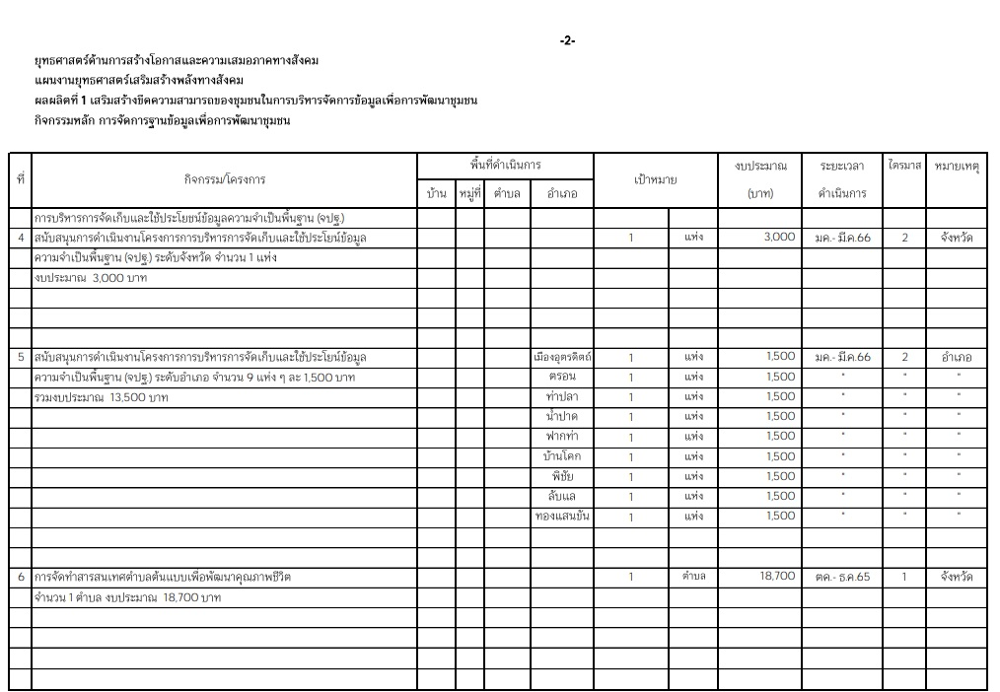 -2-
ยุทธศาสตร์ด้านการสร้างโอกาสและความเสมอภาคทางสังคม
แผนงานยุทธศาสตร์เสริมสร้างพลังทางสังคม
ผลผลิตที่ 1 เสริมสร้างขีดความสามารถของชุมชนในการบริหารจัดการข้อมูลเพื่อการพัฒนาชุมชน
กิจกรรมหลัก การจัดการฐานข้อมูลเพื่อการพัฒนาชุมชน
ที่ กิจกรรม/โครงการ พื้นที่ดำเนินการ เป้าหมาย งบประมาณ ระยะเวลา ไตรมาส หมายเหตุ
บ้าน หมู่ที่ ตำบล อำเภอ (บาท) ดำเนินการ
การบริหารการจัดเก็บและใช้ประโยชน์ข้อมูลความจำเป็นพื้นฐาน (จปฐ.)
4 สนับสนุนการดำเนินงานโครงการการบริหารการจัดเก็บและใช้ประโยน์ข้อมูล 1 แห่ง 3,000 มค.- มี.ค.66 2 จังหวัด
ความจำเป็นพื้นฐาน (จปฐ.) ระดับจังหวัด จำนวน 1 แห่ง
งบประมาณ 3,000 บาท
5 สนับสนุนการดำเนินงานโครงการการบริหารการจัดเก็บและใช้ประโยน์ข้อมูล เมืองอุตรดิตถ์ 1 แห่ง 1,500 มค.- มี.ค.66 2 อำเภอ
ความจำเป็นพื้นฐาน (จปฐ.) ระดับอำเภอ จำนวน 9 แห่ง ๆ ละ 1,500 บาท ตรอน 1 แห่ง 1,500 " " "
รวมงบประมาณ 13,500 บาท ท่าปลา 1 แห่ง 1,500 " " "
น้ำปาด 1 แห่ง 1,500 " " "
ฟากท่า 1 แห่ง 1,500 " " "
บ้านโคก 1 แห่ง 1,500 " " "
พิชัย 1 แห่ง 1,500 " " "
ลับแล 1 แห่ง 1,500 " " "
ทองแสนขัน 1 แห่ง 1,500 " " "
6 การจัดทำสารสนเทศตำบลต้นแบบเพื่อพัฒนาคุณภาพชีวิต 1 ตำบล 18,700 ตค.- ธ.ค.65 1 จังหวัด
จำนวน 1 ตำบล งบประมาณ 18,700 บาท